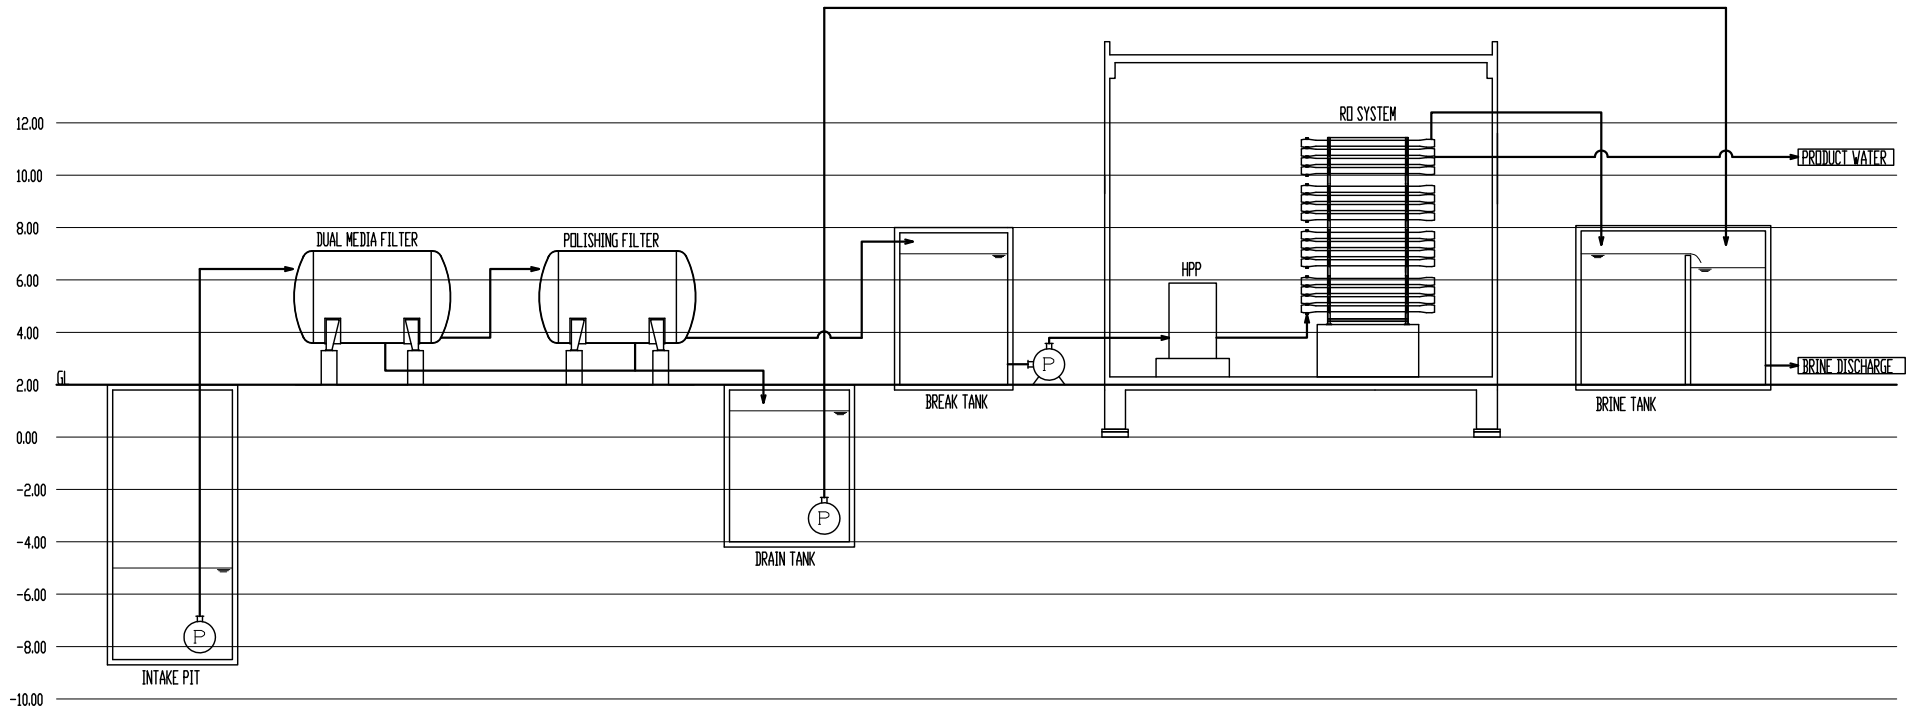 RO SYSTEM
12.00
PRODUCT WATER
10.00
8.00
DUAL MEDIA FILTER
POLISHING FILTER
HPP
6.00
4.00
BRINE DISCHARGE
GL
2.00
BREAK TANK
BRINE TANK
0.00
-2.00
P
-4.00
DRAIN TANK
-6.00
P
-8.00
INTAKE PIT
-10.00
P